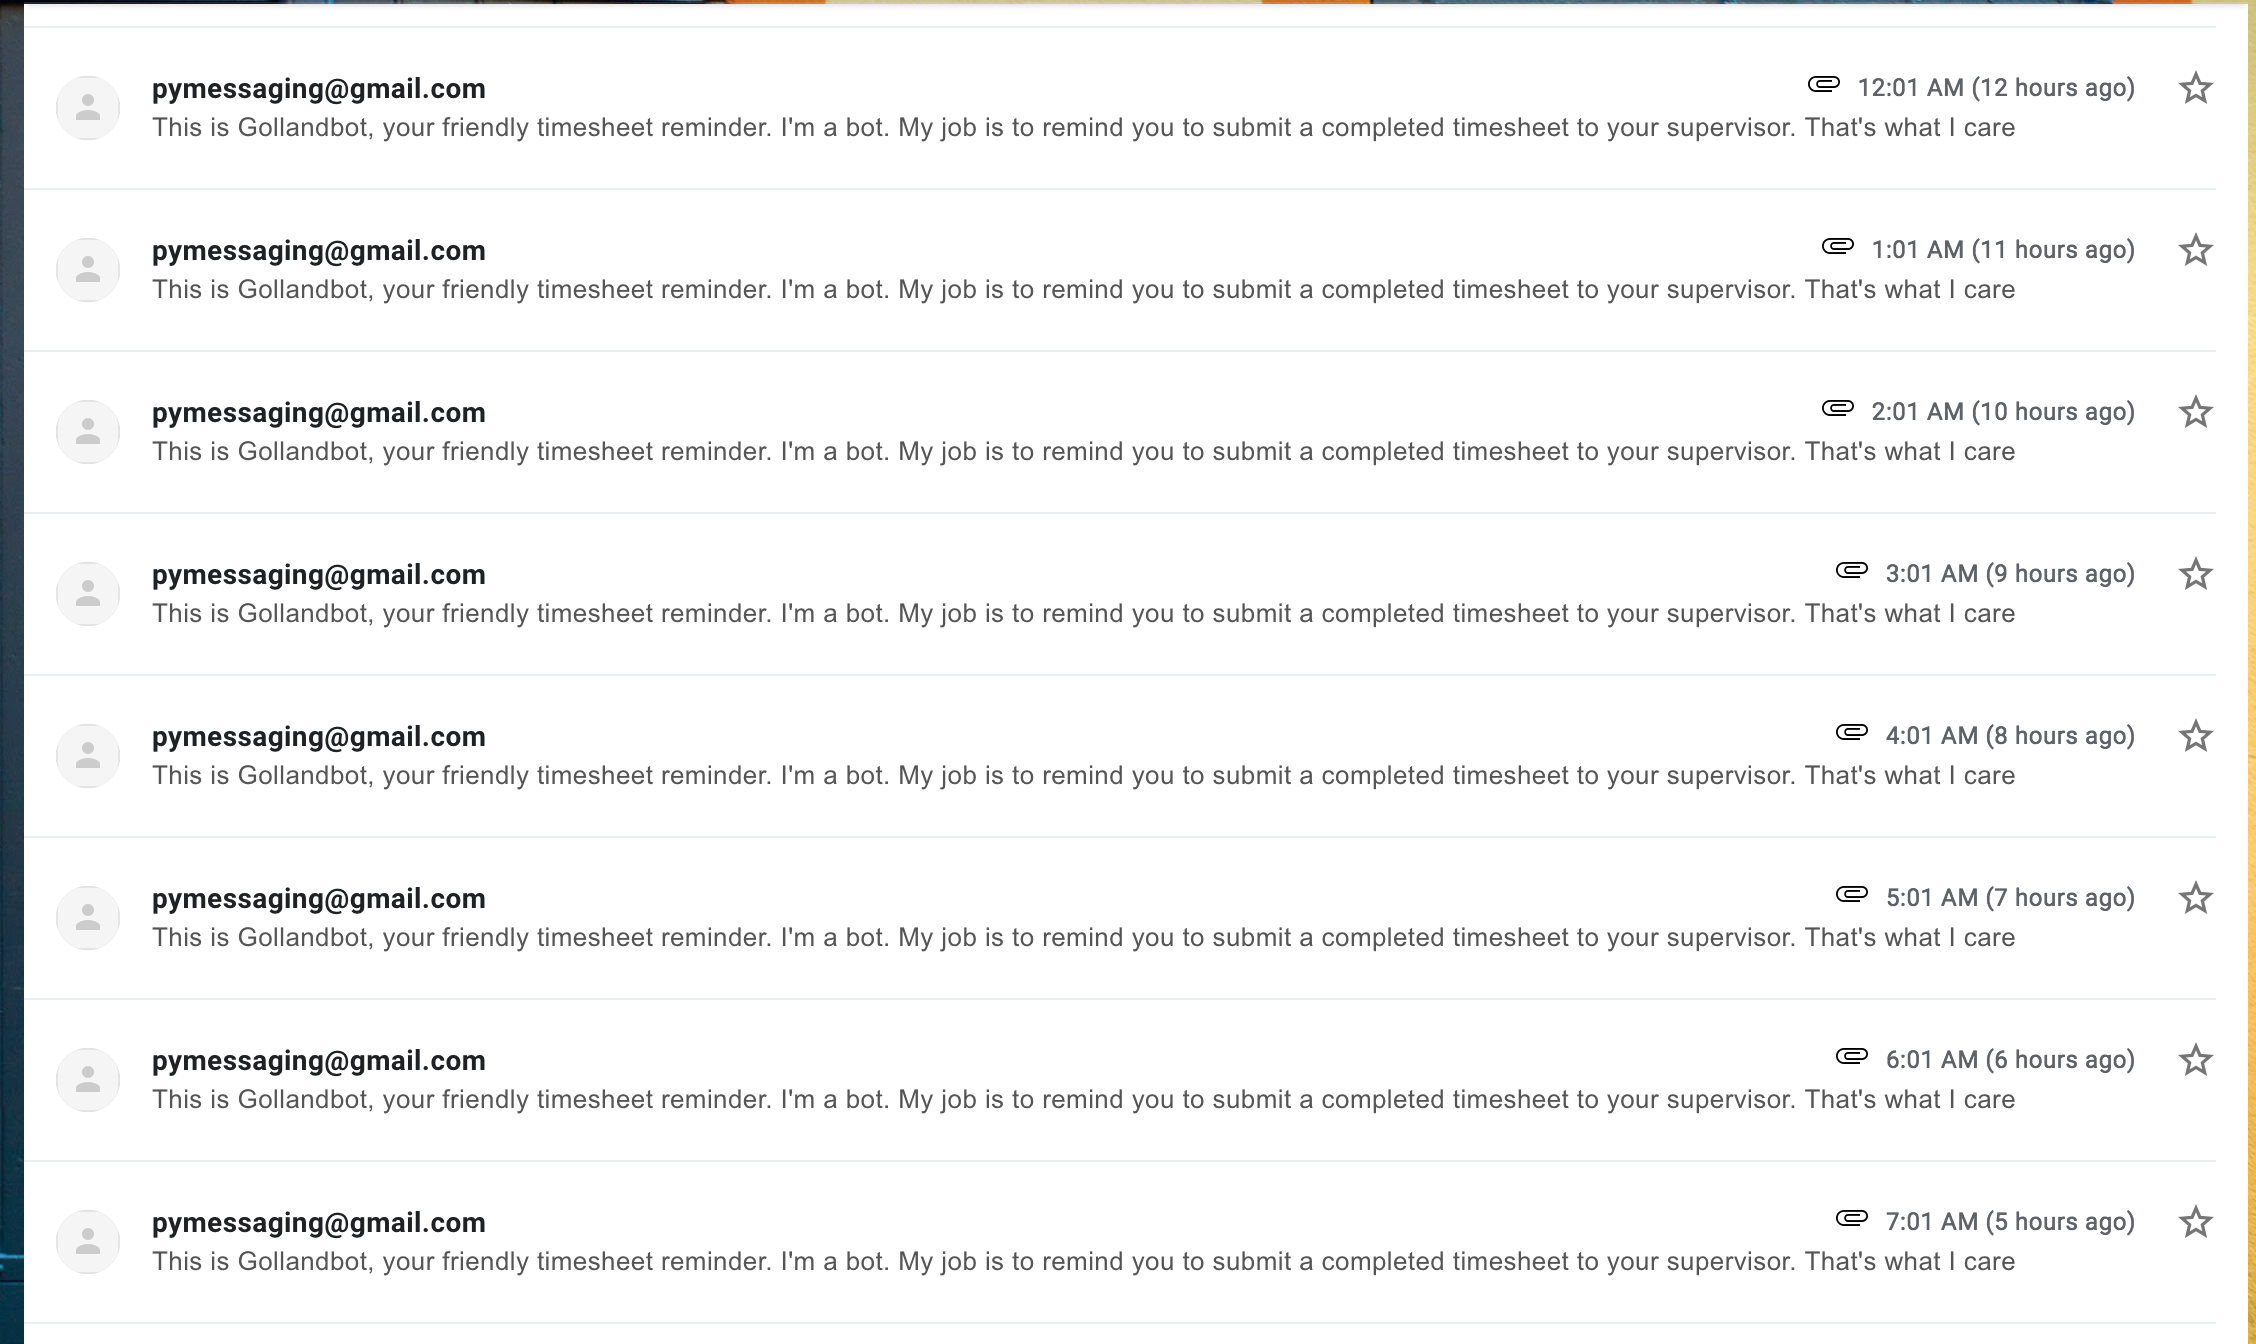 pymessaging@gmail.com 12:01 AM (12 hours ago)
This is Gollandbot, your friendly timesheet reminder. I'm a bot. My job is to remind you to submit a completed timesheet to your supervisor. That's what I care
pymessaging@gmail.com 1:01 AM (11 hours ago)
This is Gollandbot, your friendly timesheet reminder. I'm a bot. My job is to remind you to submit a completed timesheet to your supervisor. That's what I care
pymessaging@gmail.com 2:01 AM (10 hours ago)
This is Gollandbot, your friendly timesheet reminder. I'm a bot. My job is to remind you to submit a completed timesheet to your supervisor. That's what I care
pymessaging@gmail.com 3:01 AM (9 hours ago)
This is Gollandbot, your friendly timesheet reminder. I'm a bot. My job is to remind you to submit a completed timesheet to your supervisor. That's what I care
pymessaging@gmail.com 4:01 AM (8 hours ago)
This is Gollandbot, your friendly timesheet reminder. I'm a bot. My job is to remind you to submit a completed timesheet to your supervisor. That's what I care
pymessaging@gmail.com 5:01 AM (7 hours ago)
This is Gollandbot, your friendly timesheet reminder. I'm a bot. My job is to remind you to submit a completed timesheet to your supervisor. That's what I care
pymessaging@gmail.com 6:01 AM (6 hours ago)
This is Gollandbot, your friendly timesheet reminder. I'm a bot. My job is to remind you to submit a completed timesheet to your supervisor. That's what I care
pymessaging@gmail.com 7:01 AM (5 hours ago)
This is Gollandbot, your friendly timesheet reminder. I'm a bot. My job is to remind you to submit a completed timesheet to your supervisor. That's what I care